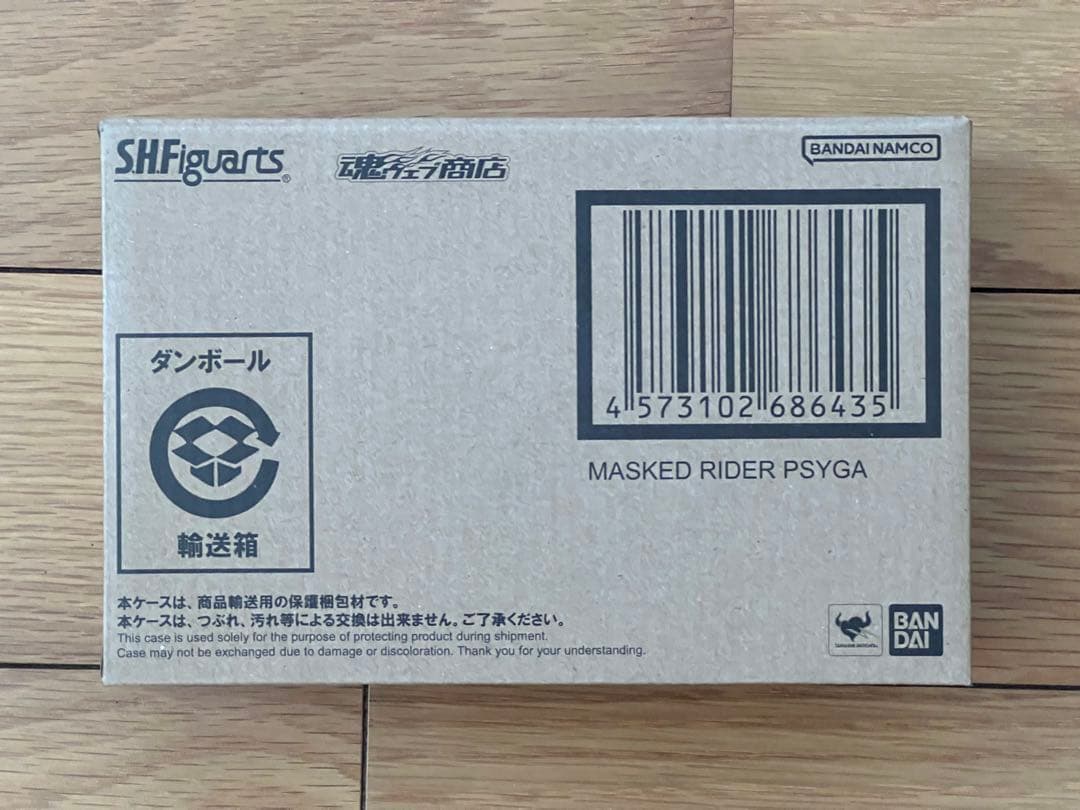 S.H.Figuarts®
魂ウェブ商店
BANDAI NAMCO
4 573102 686435
MASKED RIDER PSYGA
ダンボール
輸送箱
本ケースは、商品輸送用の保護梱包材です。
本ケースは、つぶれ、汚れ等による交換は出来ません。ご了承ください。
This case is used solely for the purpose of protecting product during shipment.
Case may not be exchanged due to damage or discoloration. Thank you for your understanding.
BAN
DAI